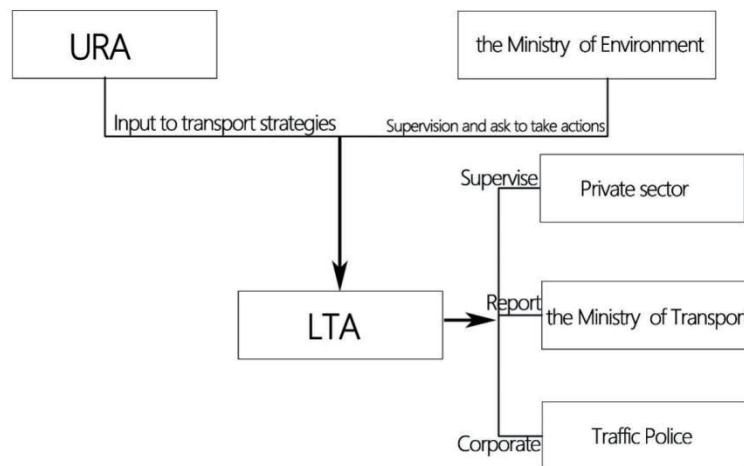 URA
the Ministry of Environment
Input to transport strategies
Supervision and ask to take actions
Supervise
Private sector
LTA
Report
the Ministry of Transport
Corporate
Traffic Police